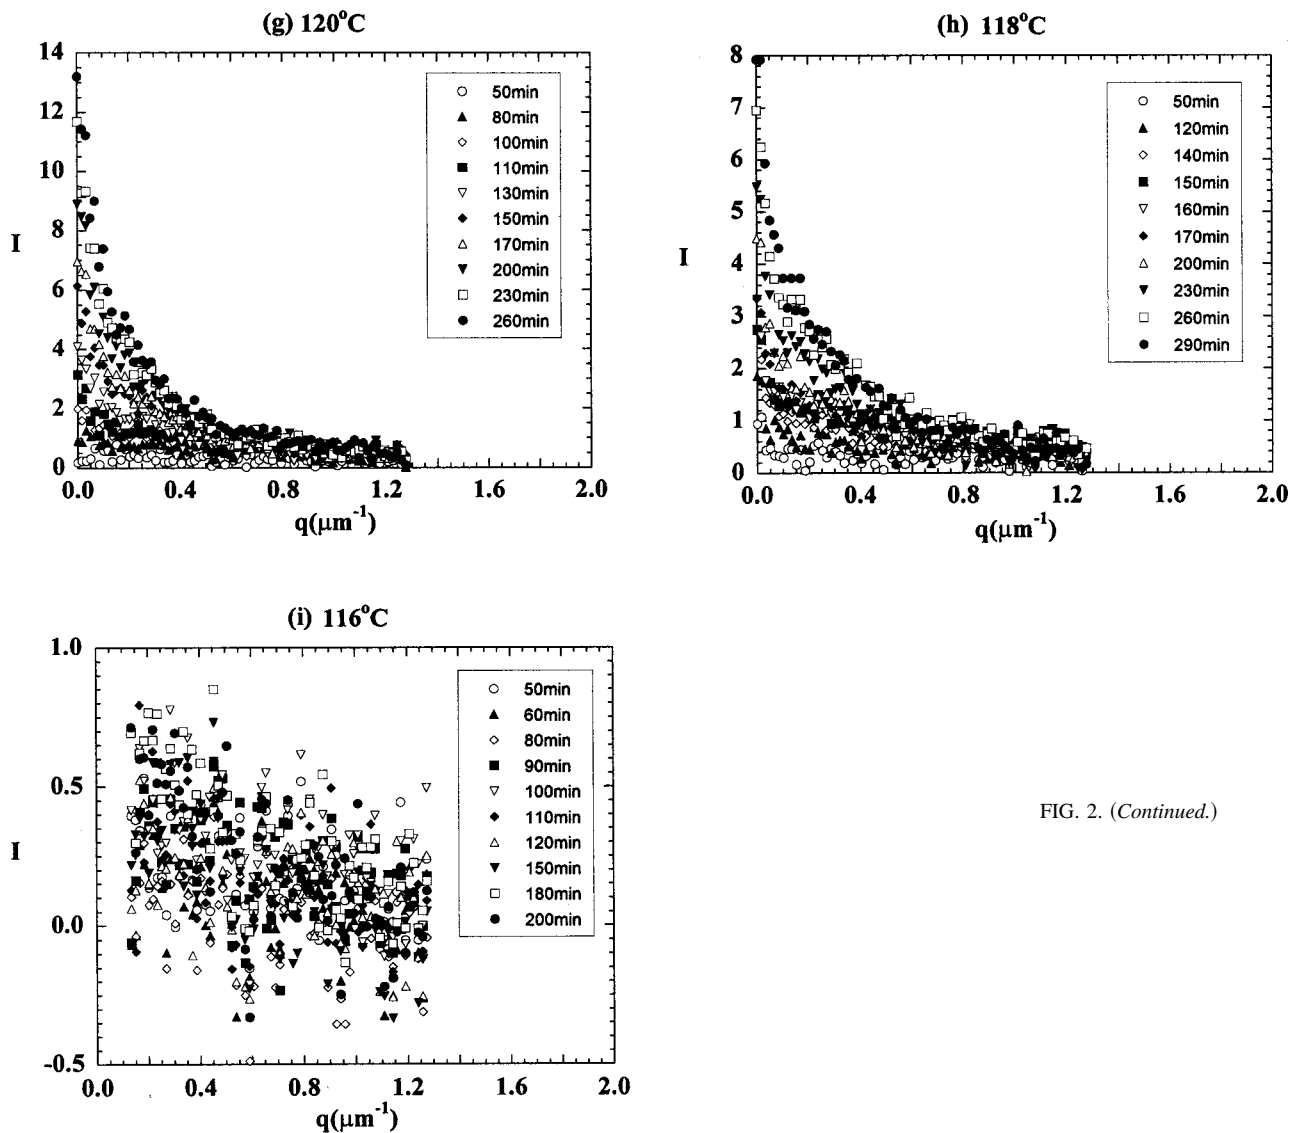 (g) 120°C
14
12
10
8
6
4
2
0
I
0.0 0.4 0.8 1.2 1.6 2.0
q(μm⁻¹)
50min
80min
100min
110min
130min
150min
170min
200min
230min
260min
(h) 118°C
8
7
6
5
4
3
2
1
0
I
0.0 0.4 0.8 1.2 1.6 2.0
q(μm⁻¹)
50min
120min
140min
150min
160min
170min
200min
230min
260min
290min
(i) 116°C
1.0
0.5
0.0
-0.5
I
0.0 0.4 0.8 1.2 1.6 2.0
q(μm⁻¹)
50min
60min
80min
90min
100min
110min
120min
150min
180min
200min
FIG. 2. (Continued.)